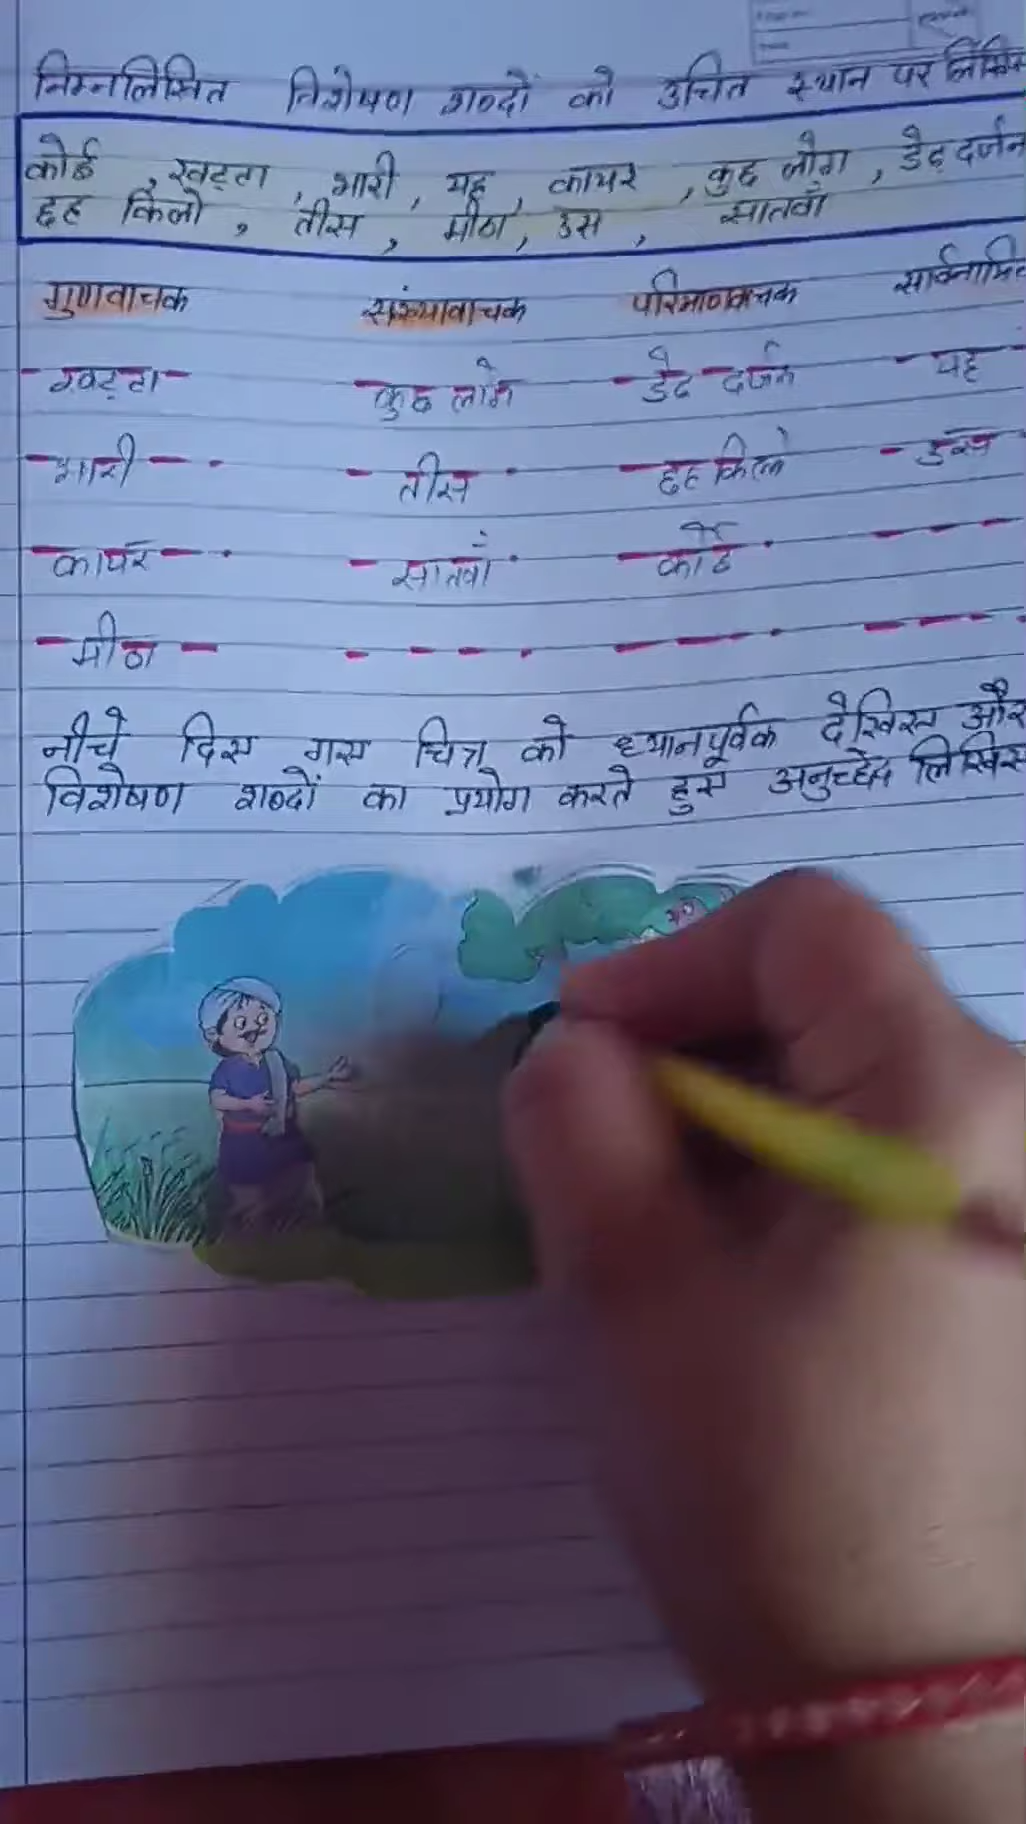 निम्नलिखित विशेषण शब्दों को उचित स्थान पर लिखिए
कोई , खट्टा , भारी , यह , कायर , कुछ लोग , डेढ़ दर्जन
छह किलो , तीस , मीठा , उस , सातवाँ
गुणवाचक संख्यावाचक परिमाणवाचक सार्वनामिक
खट्टा कुछ लोग डेढ दर्जन यह
भारी तीस छह किलो उस
कायर सातवाँ कोई
मीठा
नीचे दिए गए चित्र को ध्यानपूर्वक देखिए और
विशेषण शब्दों का प्रयोग करते हुए अनुच्छेद लिखिए